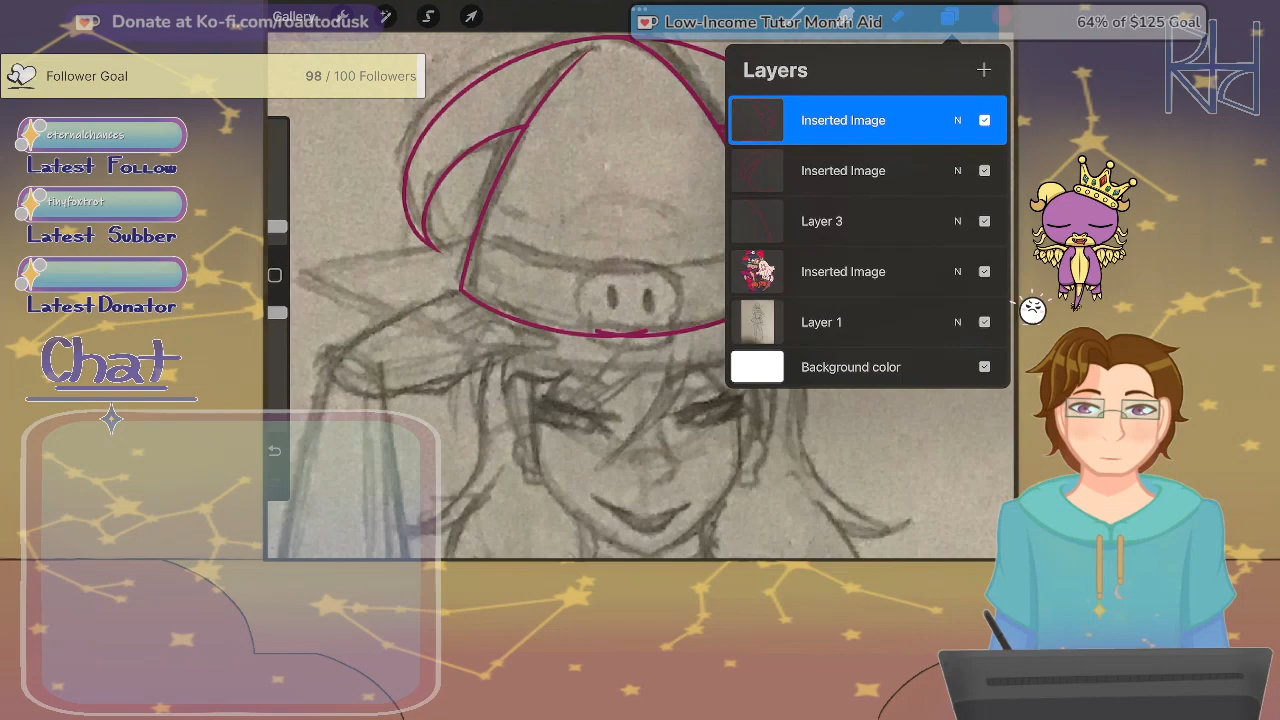 Donate at Ko-fi.com/rosatodusk
Gallery
Low-Income Tutor Month Aid
64% of $125 Goal
Follower Goal
98 / 100 Followers
eternalchances
Latest Follow
tinyfoxtrot
Latest Subber
Latest Donator
Chat
Layers
Inserted Image
N
Inserted Image
N
Layer 3
N
Inserted Image
N
Layer 1
N
Background color